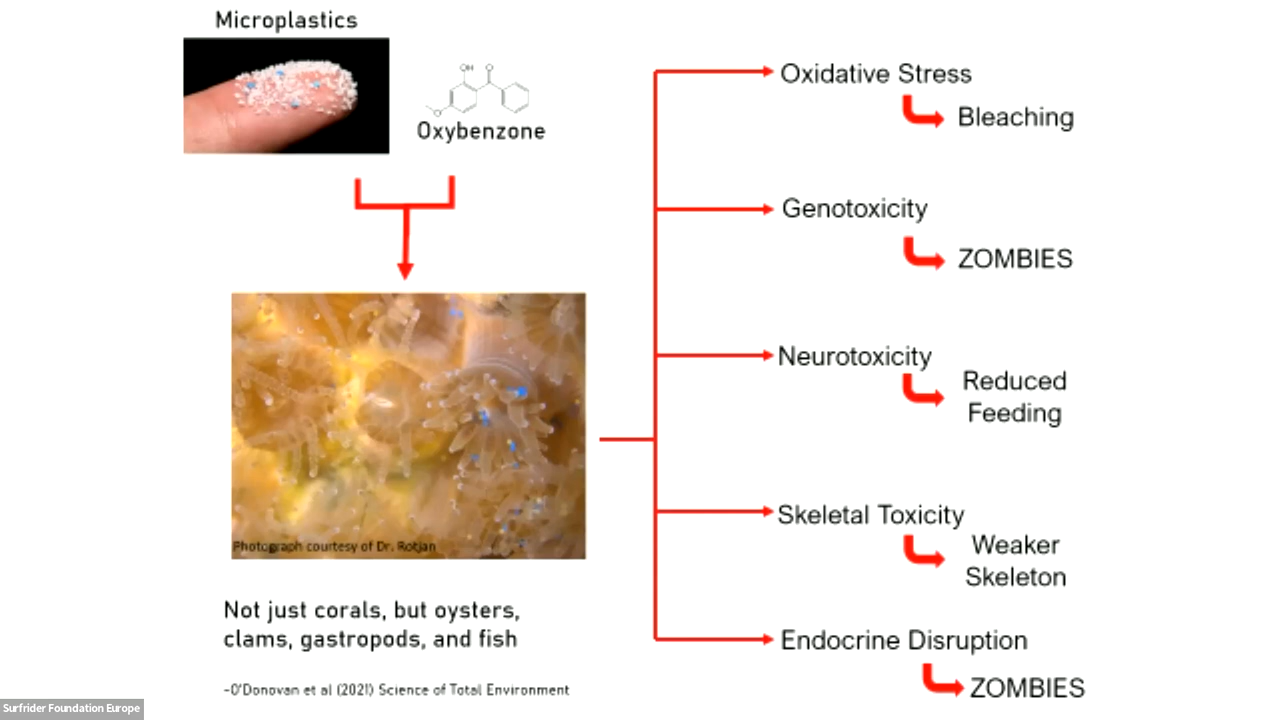 Microplastics
OH
O
O
Oxybenzone
Photograph courtesy of Dr. Rotjan
Not just corals, but oysters,
clams, gastropods, and fish
-O'Donovan et al (2021) Science of Total Environment
Oxidative Stress
Bleaching
Genotoxicity
ZOMBIES
Neurotoxicity
Reduced
Feeding
Skeletal Toxicity
Weaker
Skeleton
Endocrine Disruption
ZOMBIES
Surfrider Foundation Europe